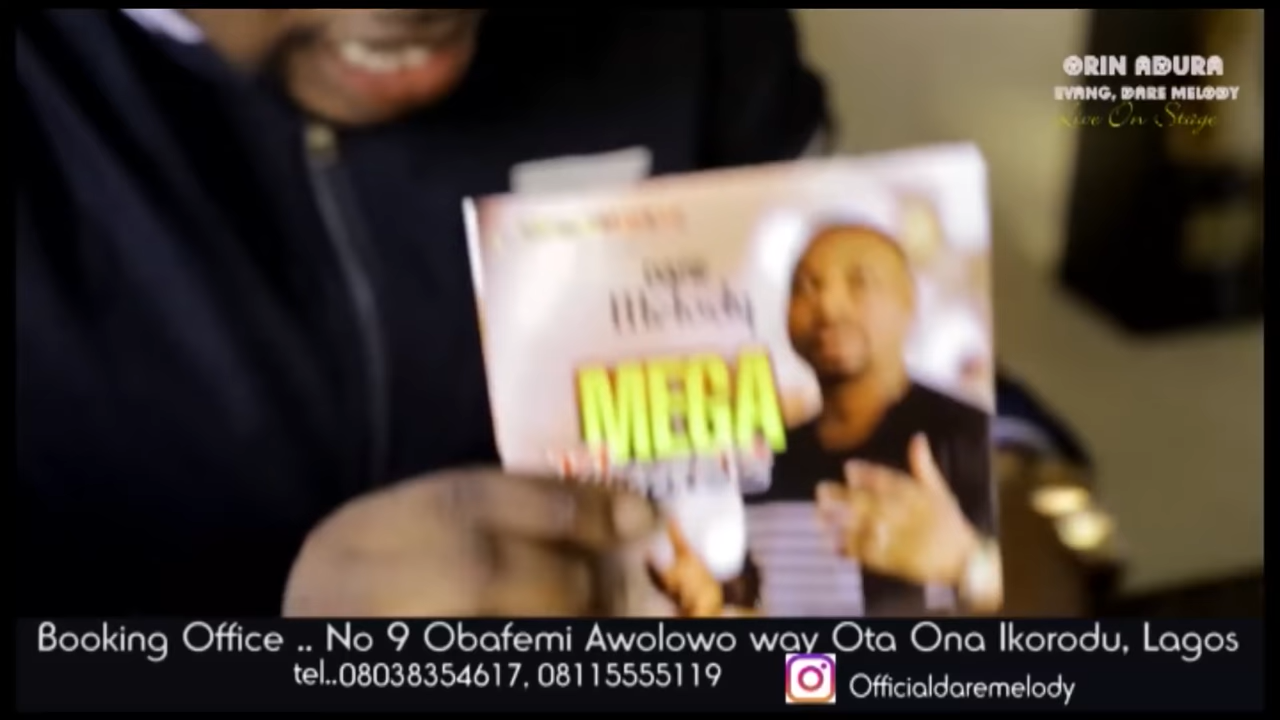 ORIN ADURA
EVANG, DARE MELODY
Live On Stage
Melody
MEGA
Booking Office .. No 9 Obafemi Awolowo way Ota Ona Ikorodu, Lagos
tel..08038354617, 08115555119
Officialdaremelody